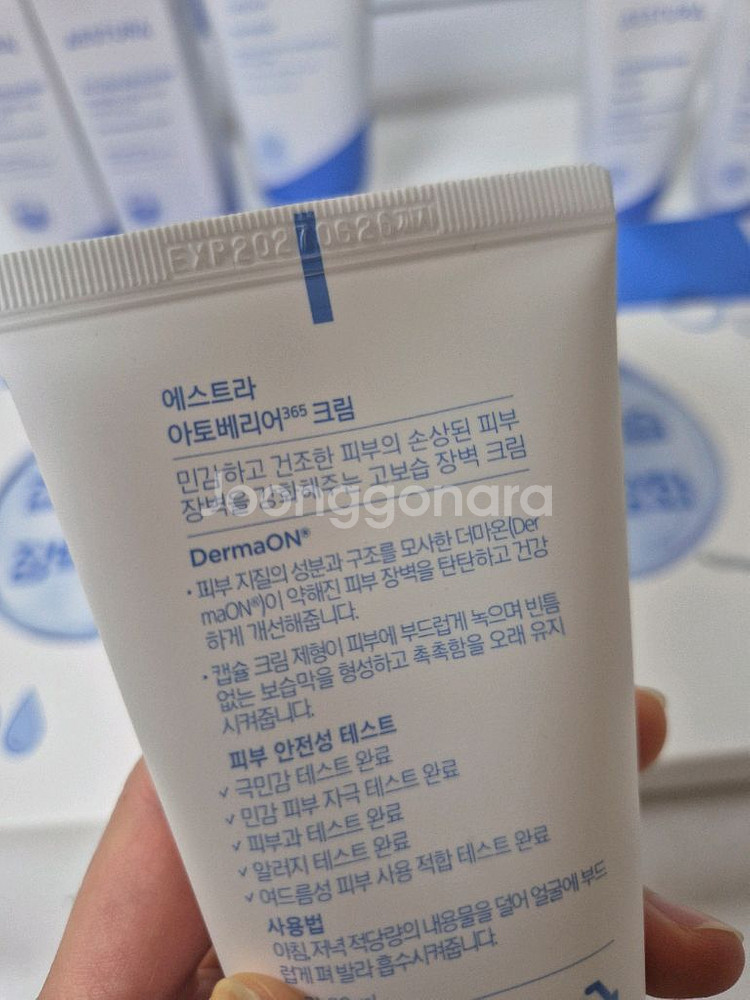 EXP20270626
에스트라
아토베리어365 크림
민감하고 건조한 피부의 손상된 피부
장벽을 강화해주는 고보습 장벽 크림
Joonggonara
DermaON®
· 피부 지질의 성분과 구조를 모사한 더마온(Der
maON®)이 약해진 피부 장벽을 탄탄하고 건강
하게 개선해줍니다.
· 캡슐 크림 제형이 피부에 부드럽게 녹으며 빈틈
없는 보습막을 형성하고 촉촉함을 오래 유지
시켜줍니다.
피부 안전성 테스트
✓ 극민감 테스트 완료
✓ 민감 피부 자극 테스트 완료
✓ 피부과 테스트 완료
✓ 알러지 테스트 완료
✓ 여드름성 피부 사용 적합 테스트 완료
사용법
아침, 저녁 적당량의 내용물을 덜어 얼굴에 부드
럽게 펴 발라 흡수시켜줍니다.